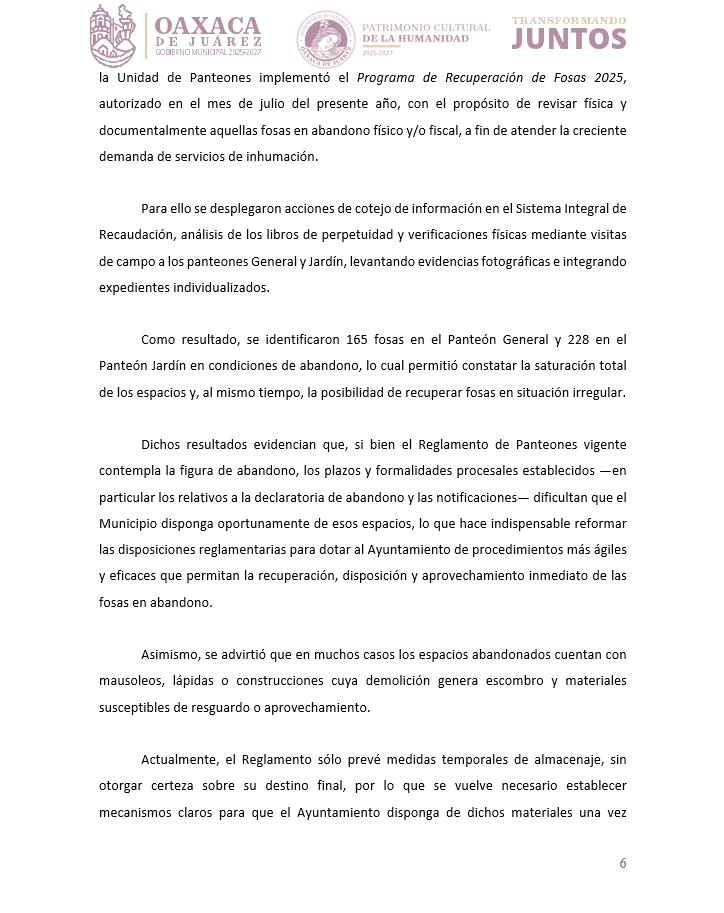 OAXACA
DE JUÁREZ
GOBIERNO MUNICIPAL 2025-2027
PATRIMONIO CULTURAL
DE LA HUMANIDAD
2025-2027
TRANSFORMANDO
JUNTOS
la Unidad de Panteones implementó el Programa de Recuperación de Fosas 2025,
autorizado en el mes de julio del presente año, con el propósito de revisar física y
documentalmente aquellas fosas en abandono físico y/o fiscal, a fin de atender la creciente
demanda de servicios de inhumación.
Para ello se desplegaron acciones de cotejo de información en el Sistema Integral de
Recaudación, análisis de los libros de perpetuidad y verificaciones físicas mediante visitas
de campo a los panteones General y Jardín, levantando evidencias fotográficas e integrando
expedientes individualizados.
Como resultado, se identificaron 165 fosas en el Panteón General y 228 en el
Panteón Jardín en condiciones de abandono, lo cual permitió constatar la saturación total
de los espacios y, al mismo tiempo, la posibilidad de recuperar fosas en situación irregular.
Dichos resultados evidencian que, si bien el Reglamento de Panteones vigente
contempla la figura de abandono, los plazos y formalidades procesales establecidos —en
particular los relativos a la declaratoria de abandono y las notificaciones— dificultan que el
Municipio disponga oportunamente de esos espacios, lo que hace indispensable reformar
las disposiciones reglamentarias para dotar al Ayuntamiento de procedimientos más ágiles
y eficaces que permitan la recuperación, disposición y aprovechamiento inmediato de las
fosas en abandono.
Asimismo, se advirtió que en muchos casos los espacios abandonados cuentan con
mausoleos, lápidas o construcciones cuya demolición genera escombro y materiales
susceptibles de resguardo o aprovechamiento.
Actualmente, el Reglamento sólo prevé medidas temporales de almacenaje, sin
otorgar certeza sobre su destino final, por lo que se vuelve necesario establecer
mecanismos claros para que el Ayuntamiento disponga de dichos materiales una vez
6